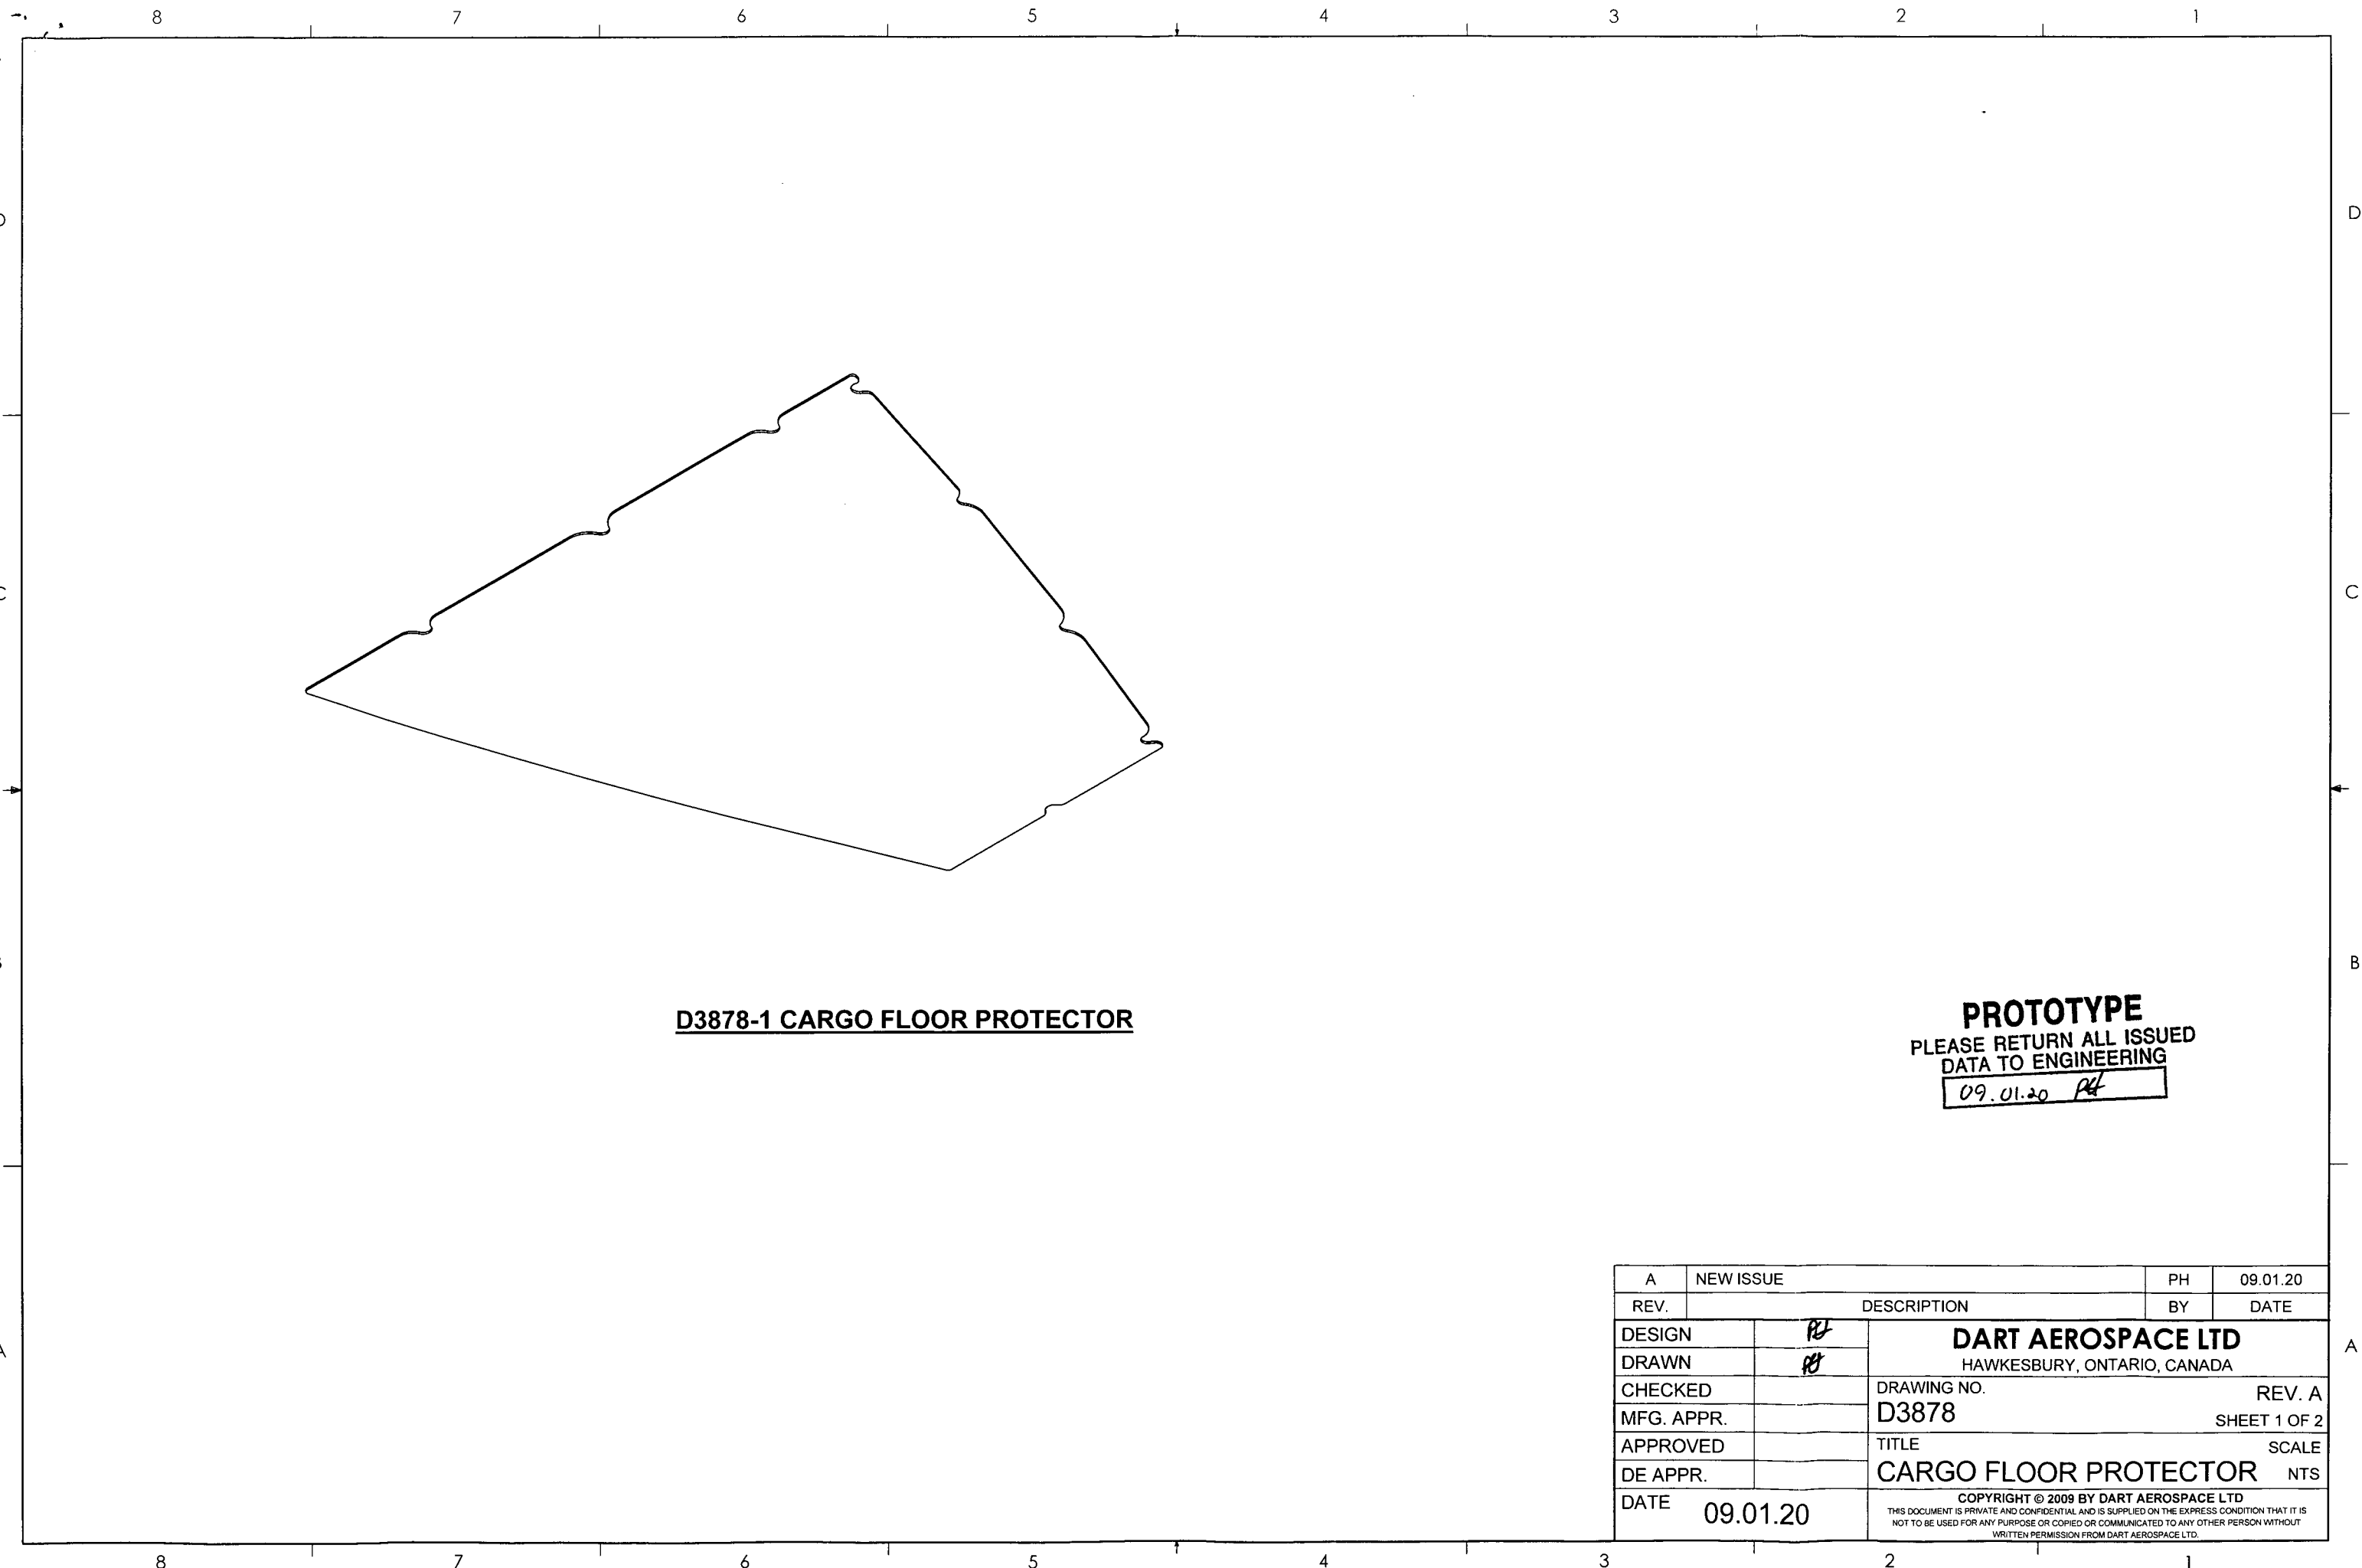 8 7 6 5 4 3 2 1
D D
C C
D3878-1 CARGO FLOOR PROTECTOR
B
PROTOTYPE
PLEASE RETURN ALL ISSUED
DATA TO ENGINEERING
09.01.20 PH
A NEW ISSUE PH 09.01.20
REV. DESCRIPTION BY DATE
DESIGN PH
DRAWN PH
DART AEROSPACE LTD
HAWKESBURY, ONTARIO, CANADA
A A
CHECKED
MFG. APPR.
DRAWING NO. REV. A
D3878 SHEET 1 OF 2
APPROVED
DE APPR.
TITLE SCALE
CARGO FLOOR PROTECTOR NTS
DATE 09.01.20
COPYRIGHT © 2009 BY DART AEROSPACE LTD
THIS DOCUMENT IS PRIVATE AND CONFIDENTIAL AND IS SUPPLIED ON THE EXPRESS CONDITION THAT IT IS
NOT TO BE USED FOR ANY PURPOSE OR COPIED OR COMMUNICATED TO ANY OTHER PERSON WITHOUT
WRITTEN PERMISSION FROM DART AEROSPACE LTD.
8 7 6 5 4 3 2 1